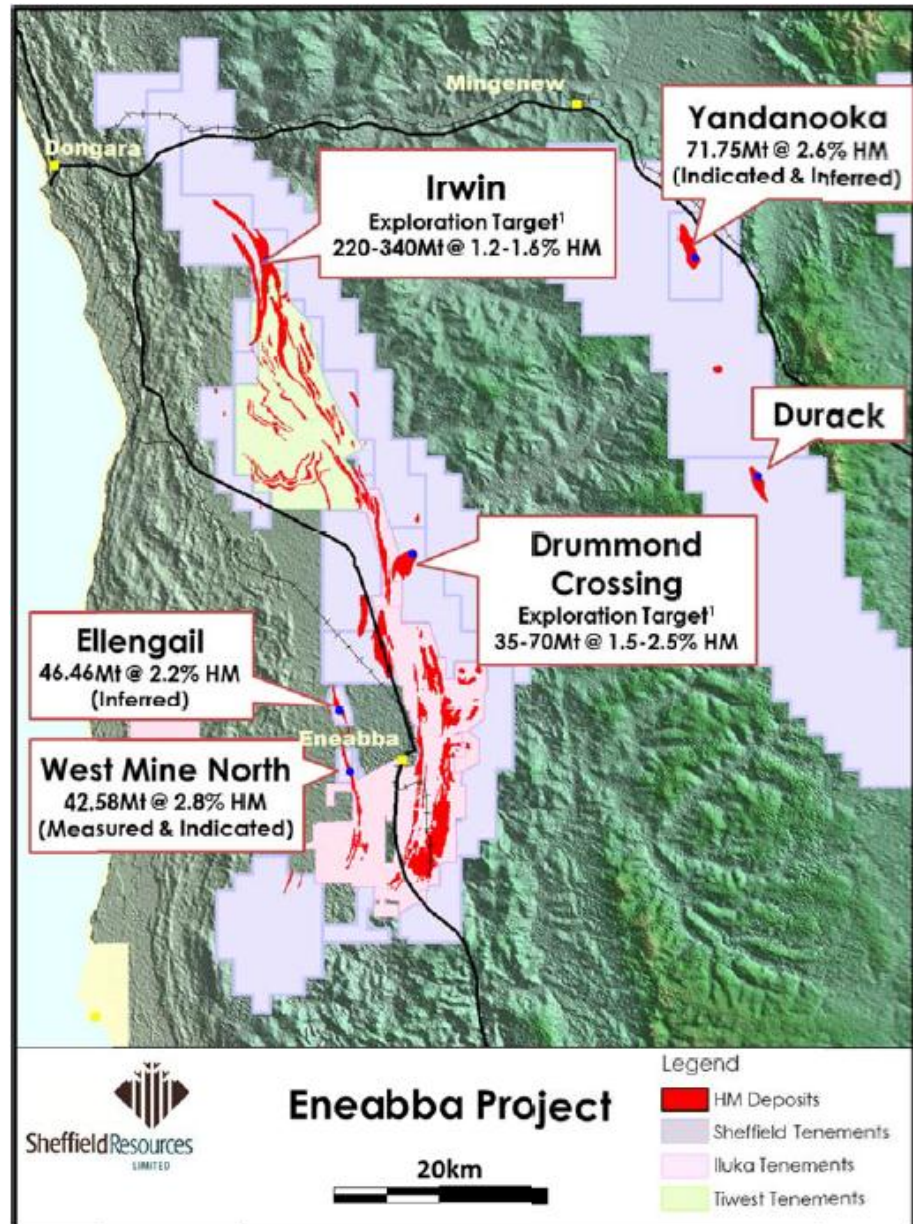 Mingenew
Dongara
Yandanooka
71.75Mt @ 2.6% HM
(Indicated & Inferred)
Irwin
Exploration Target¹
220-340Mt @ 1.2-1.6% HM
Durack
Drummond
Crossing
Exploration Target¹
35-70Mt @ 1.5-2.5% HM
Ellengail
46.46Mt @ 2.2% HM
(Inferred)
Eneabba
West Mine North
42.58Mt @ 2.8% HM
(Measured & Indicated)
Sheffield Resources
LIMITED
Eneabba Project
20km
Legend
HM Deposits
Sheffield Tenements
Iluka Tenements
Tiwest Tenements